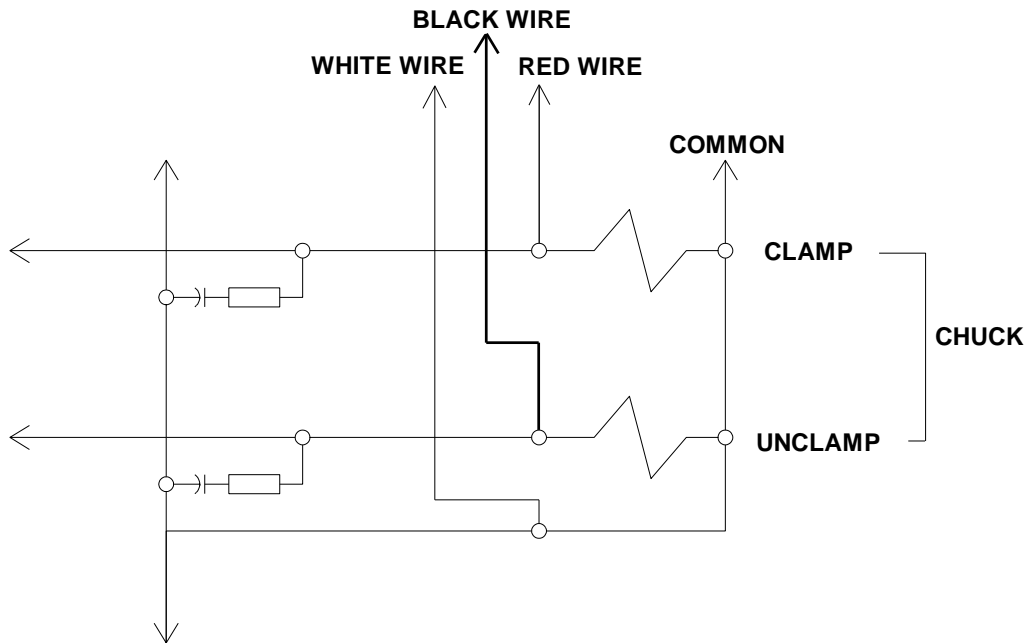 BLACK WIRE
WHITE WIRE
RED WIRE
COMMON
CLAMP
CHUCK
UNCLAMP